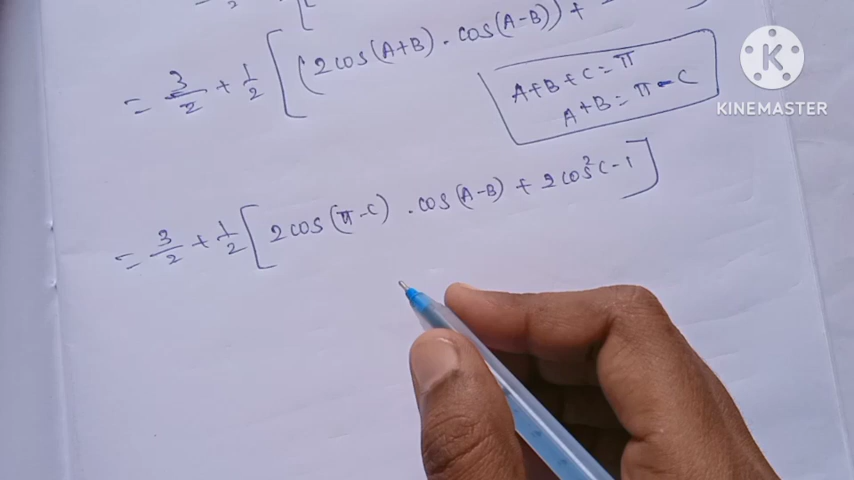 = 3/2 + 1/2 [(2cos(A+B) . cos(A-B)) +
A+B+C = π
A+B = π-C
= 3/2 + 1/2 [2cos(π-C) . cos(A-B) + 2cos²C-1]
KINEMASTER